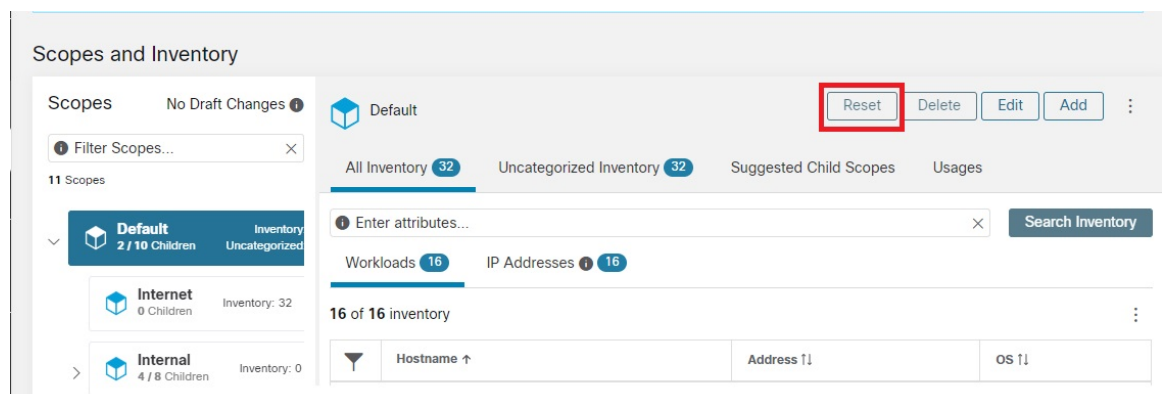 Scopes and Inventory
Scopes No Draft Changes
Filter Scopes...
11 Scopes
Default Inventory
2 / 10 Children Uncategorized
Internet Inventory: 32
0 Children
Internal Inventory: 0
4 / 8 Children
Default Reset Delete Edit Add
All Inventory 32 Uncategorized Inventory 32 Suggested Child Scopes Usages
Enter attributes... Search Inventory
Workloads 16 IP Addresses 16
16 of 16 inventory
Hostname ↑ Address ↑↓ OS ↑↓